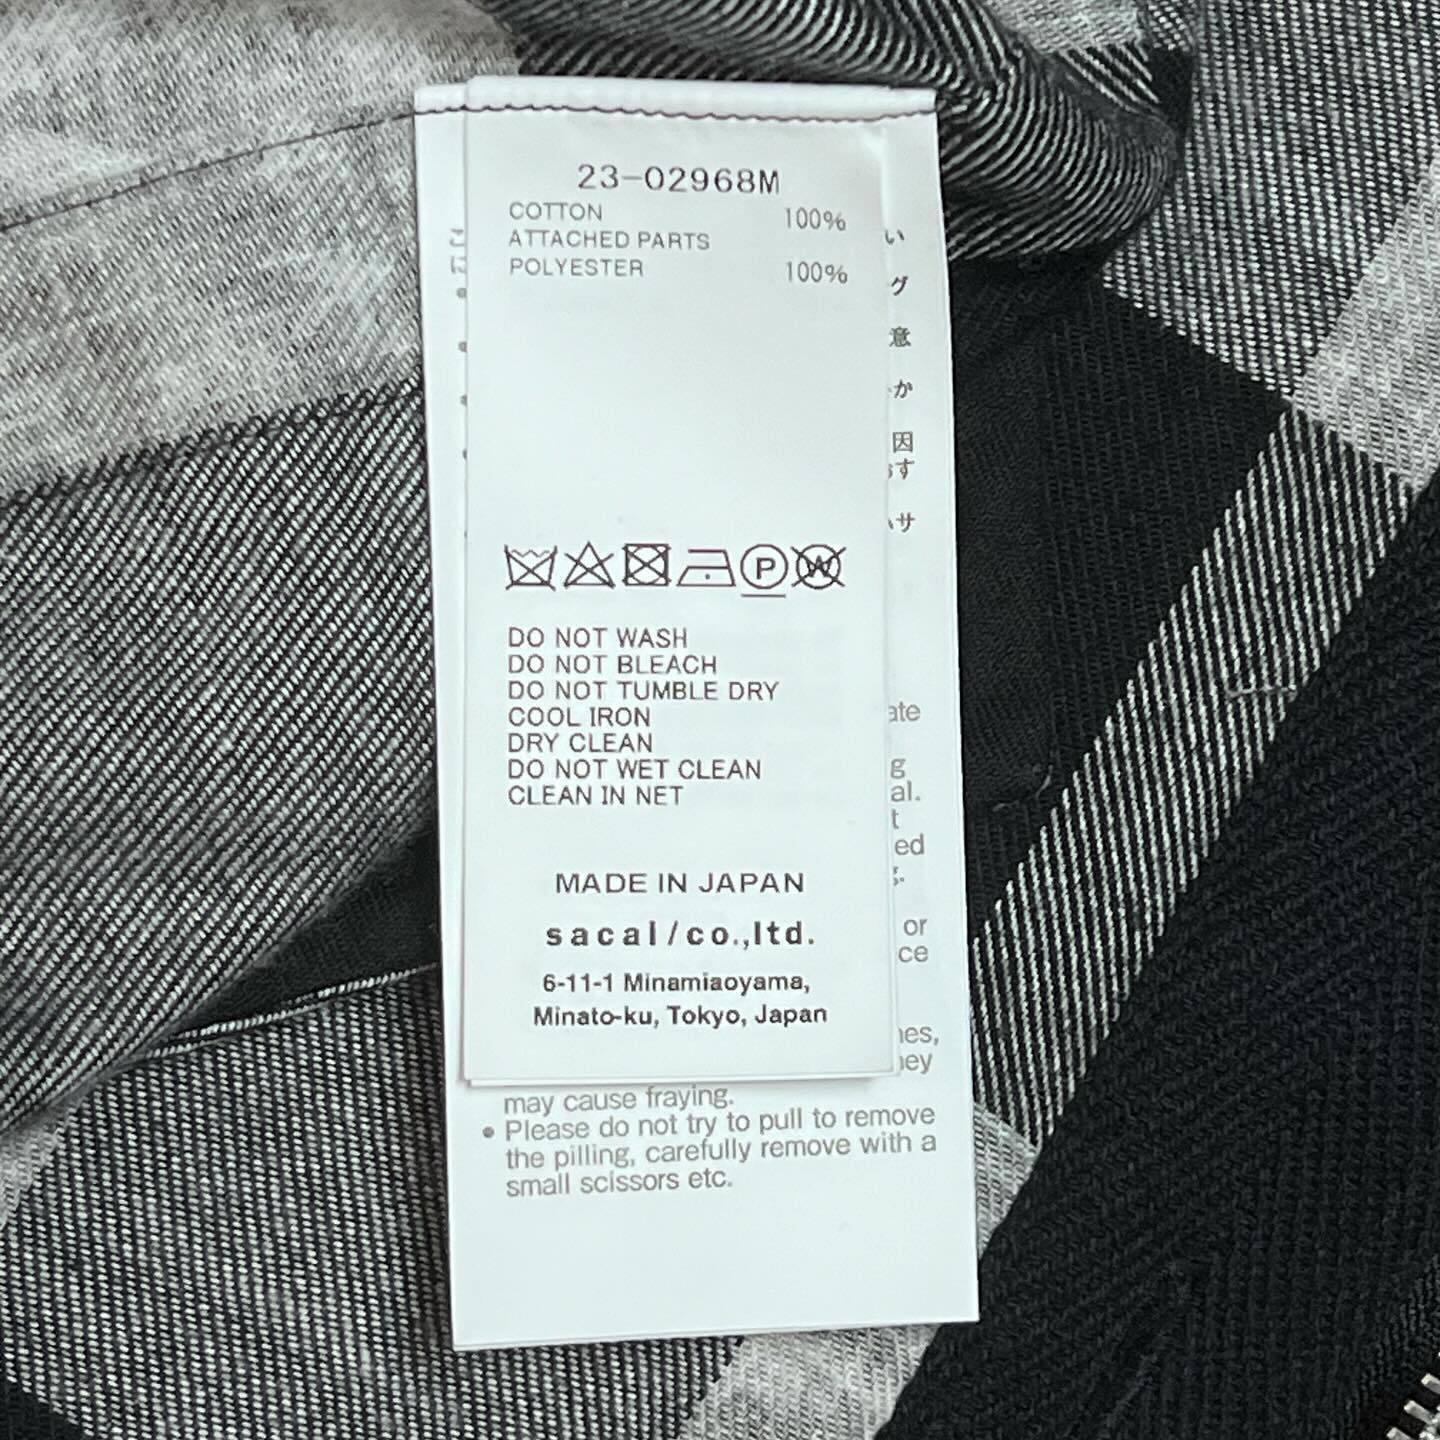 23-02968M
COTTON 100%
ATTACHED PARTS
POLYESTER 100%
P W
DO NOT WASH
DO NOT BLEACH
DO NOT TUMBLE DRY
COOL IRON
DRY CLEAN
DO NOT WET CLEAN
CLEAN IN NET
MADE IN JAPAN
sacai/co.,ltd.
6-11-1 Minamiaoyama,
Minato-ku, Tokyo, Japan
may cause fraying.
• Please do not try to pull to remove
the pilling, carefully remove with a
small scissors etc.